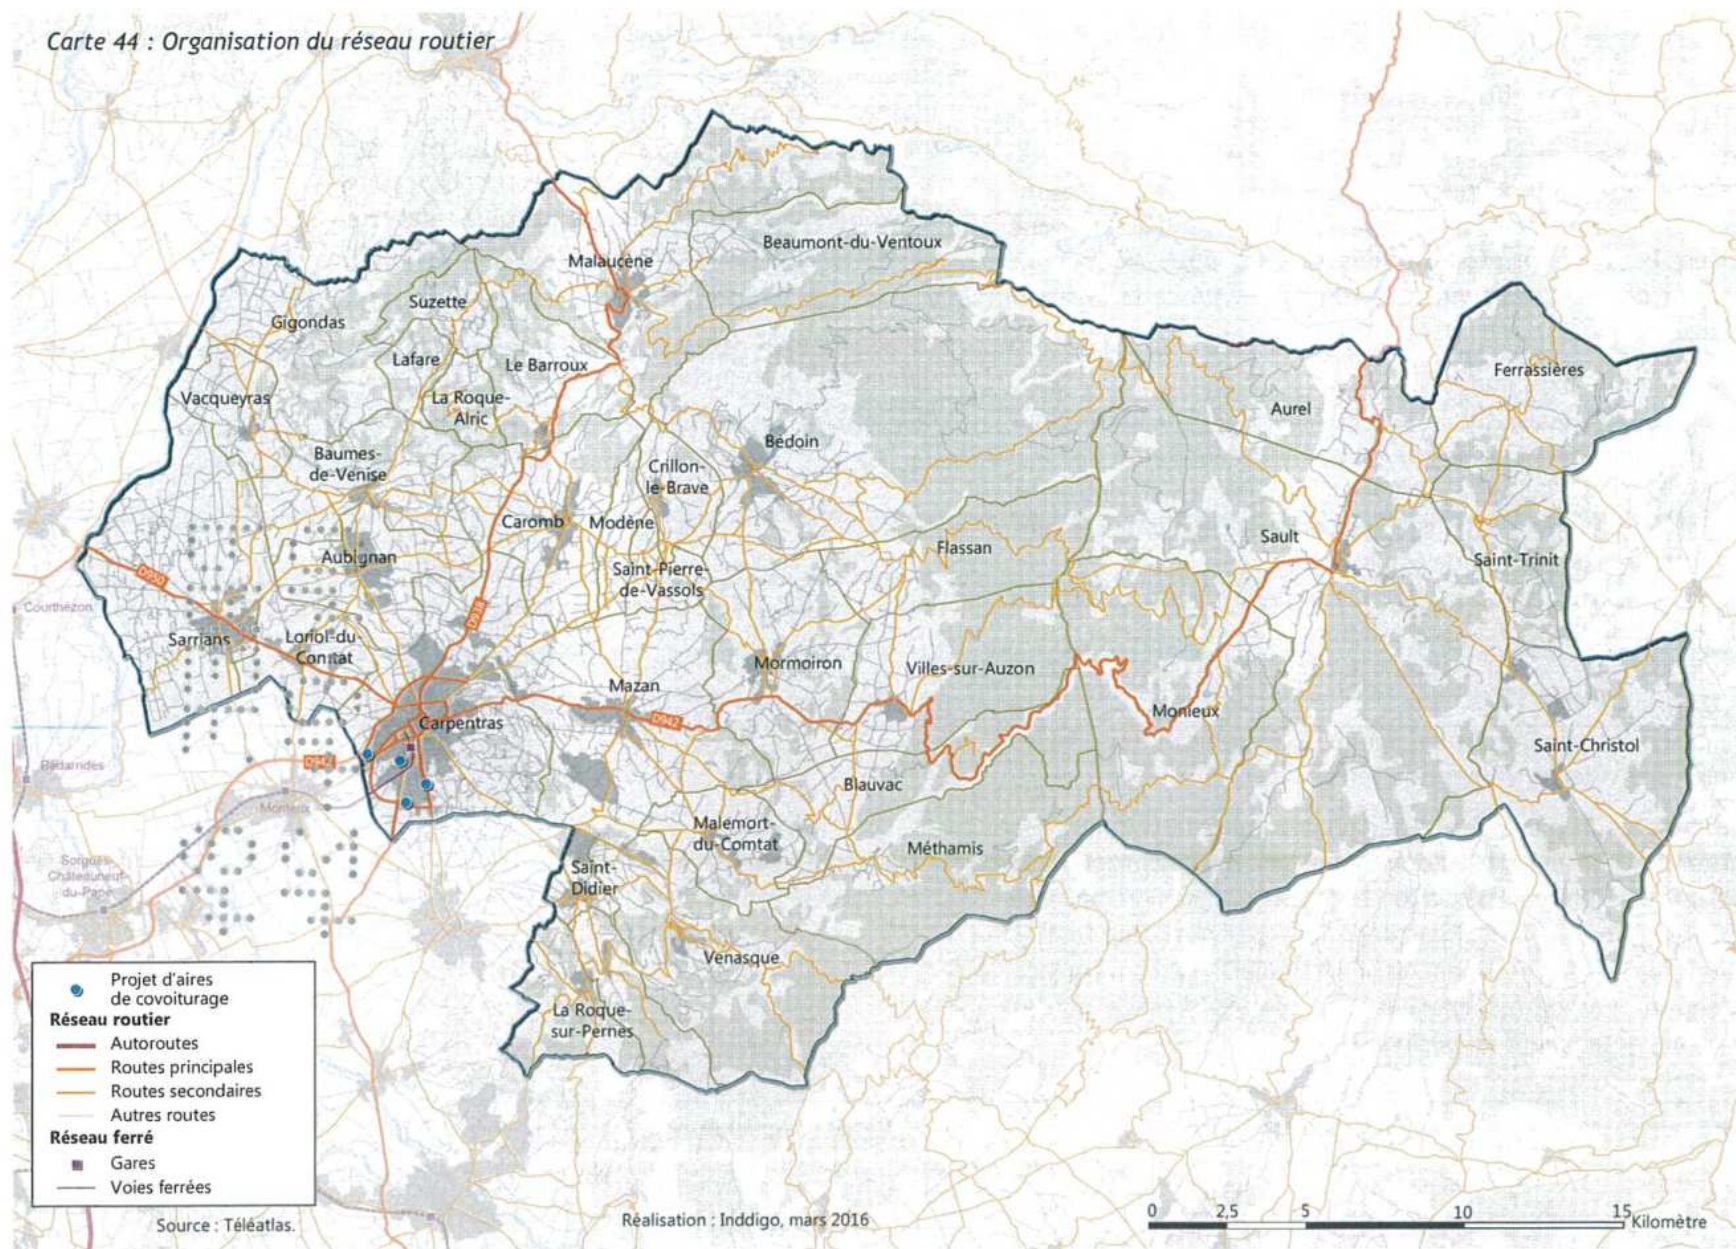 Carte 44 : Organisation du réseau routier
Beaumont-du-Ventoux
Malaucène
Suzette
Gigondas
Lafare
Le Barroux
Ferrassières
Vacqueyras
La Roque-
Alric
Aurel
Bédoin
Baumes-
de-Venise
Crillon-
le-Brave
Caromb
Modène
Sault
Flassan
Aubignan
Saint-Trinit
Saint-Pierre-
de-Vassols
D950
Courthézon
D938
Sarrians
Loriol-du-
Comtat
Mormoiron
Villes-sur-Auzon
Mazan
Monieux
Carpentras
D942
Saint-Christol
D942
Bédarrides
Monteux
Blauvac
Malemort-
du-Comtat
Méthamis
Sorgues-
Châteauneuf-
du-Pape
Saint-
Didier
Venasque
La Roque-
sur-Pernes
Projet d'aires
de covoiturage
Réseau routier
Autoroutes
Routes principales
Routes secondaires
Autres routes
Réseau ferré
Gares
Voies ferrées
Source : Téléatlas.
Réalisation : Inddigo, mars 2016
0 2,5 5 10 15
Kilomètre